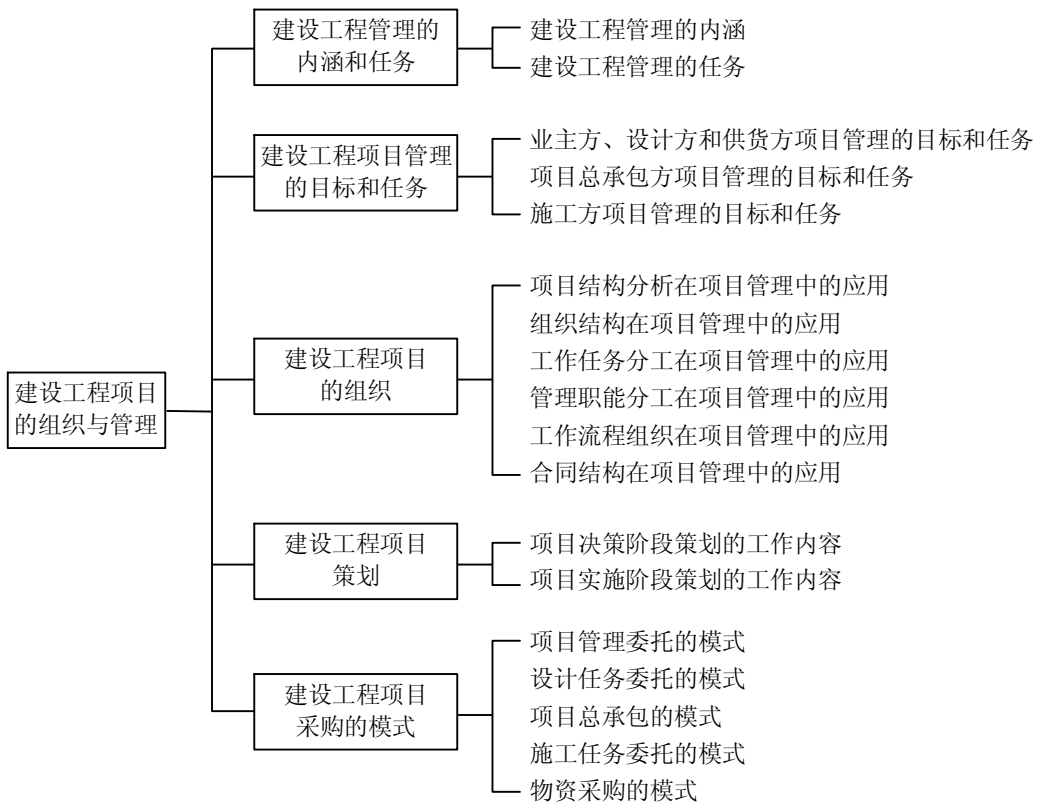 建设工程项目
的组织与管理
建设工程管理的
内涵和任务
建设工程管理的内涵
建设工程管理的任务
建设工程项目管理
的目标和任务
业主方、设计方和供货方项目管理的目标和任务
项目总承包方项目管理的目标和任务
施工方项目管理的目标和任务
建设工程项目
的组织
项目结构分析在项目管理中的应用
组织结构在项目管理中的应用
工作任务分工在项目管理中的应用
管理职能分工在项目管理中的应用
工作流程组织在项目管理中的应用
合同结构在项目管理中的应用
建设工程项目
策划
项目决策阶段策划的工作内容
项目实施阶段策划的工作内容
建设工程项目
采购的模式
项目管理委托的模式
设计任务委托的模式
项目总承包的模式
施工任务委托的模式
物资采购的模式